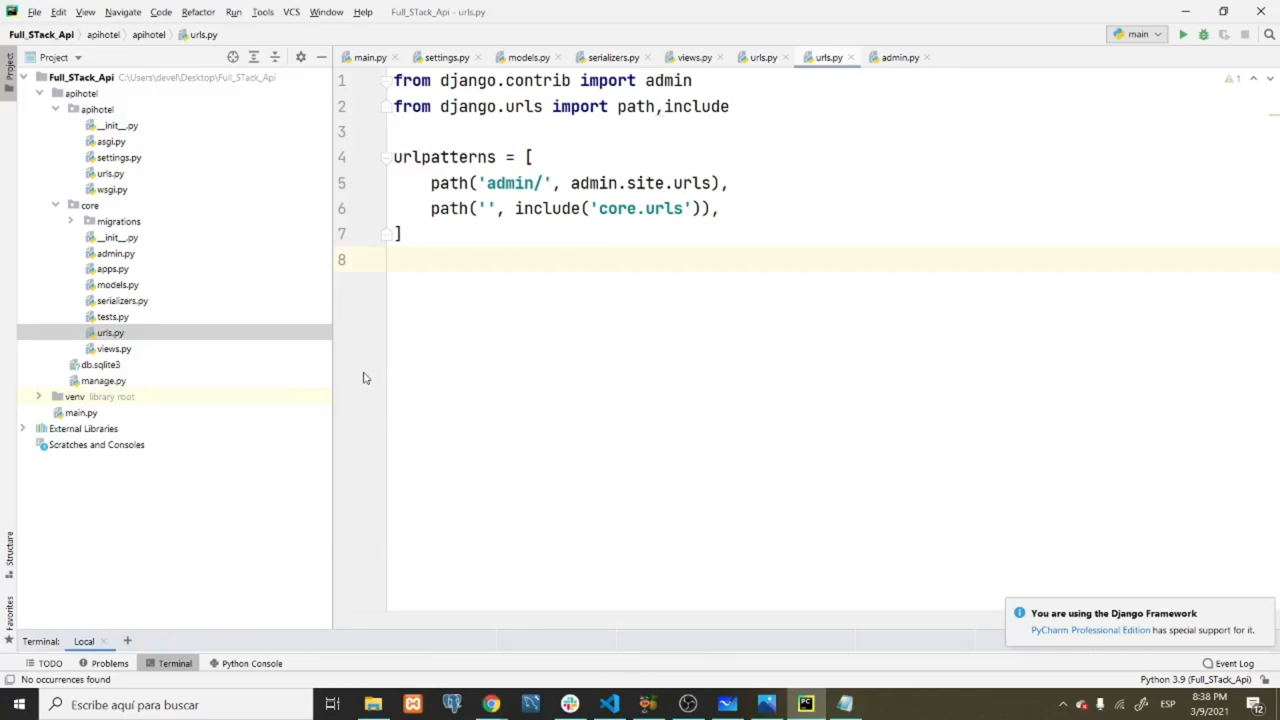 File Edit View Navigate Code Refactor Run Tools VCS Window Help Full_STack_Api - urls.py
Full_STack_Api apihotel apihotel urls.py main
Project
Project
main.py settings.py models.py serializers.py views.py urls.py urls.py admin.py
Full_STack_Api C:\Users\devel\Desktop\Full_STack_Api
apihotel
apihotel
__init__.py
asgi.py
settings.py
urls.py
wsgi.py
core
migrations
__init__.py
admin.py
apps.py
models.py
serializers.py
tests.py
urls.py
views.py
db.sqlite3
manage.py
venv library root
main.py
External Libraries
Scratches and Consoles
1 from django.contrib import admin
2 from django.urls import path,include
3
4 urlpatterns = [
5 path('admin/', admin.site.urls),
6 path('', include('core.urls')),
7 ]
8
1
Structure
Favorites
You are using the Django Framework
PyCharm Professional Edition has special support for it.
Terminal: Local +
TODO Problems Terminal Python Console Event Log
No occurrences found Python 3.9 (Full_STack_Api)
Escribe aquí para buscar
ESP
8:38 PM
3/9/2021
12